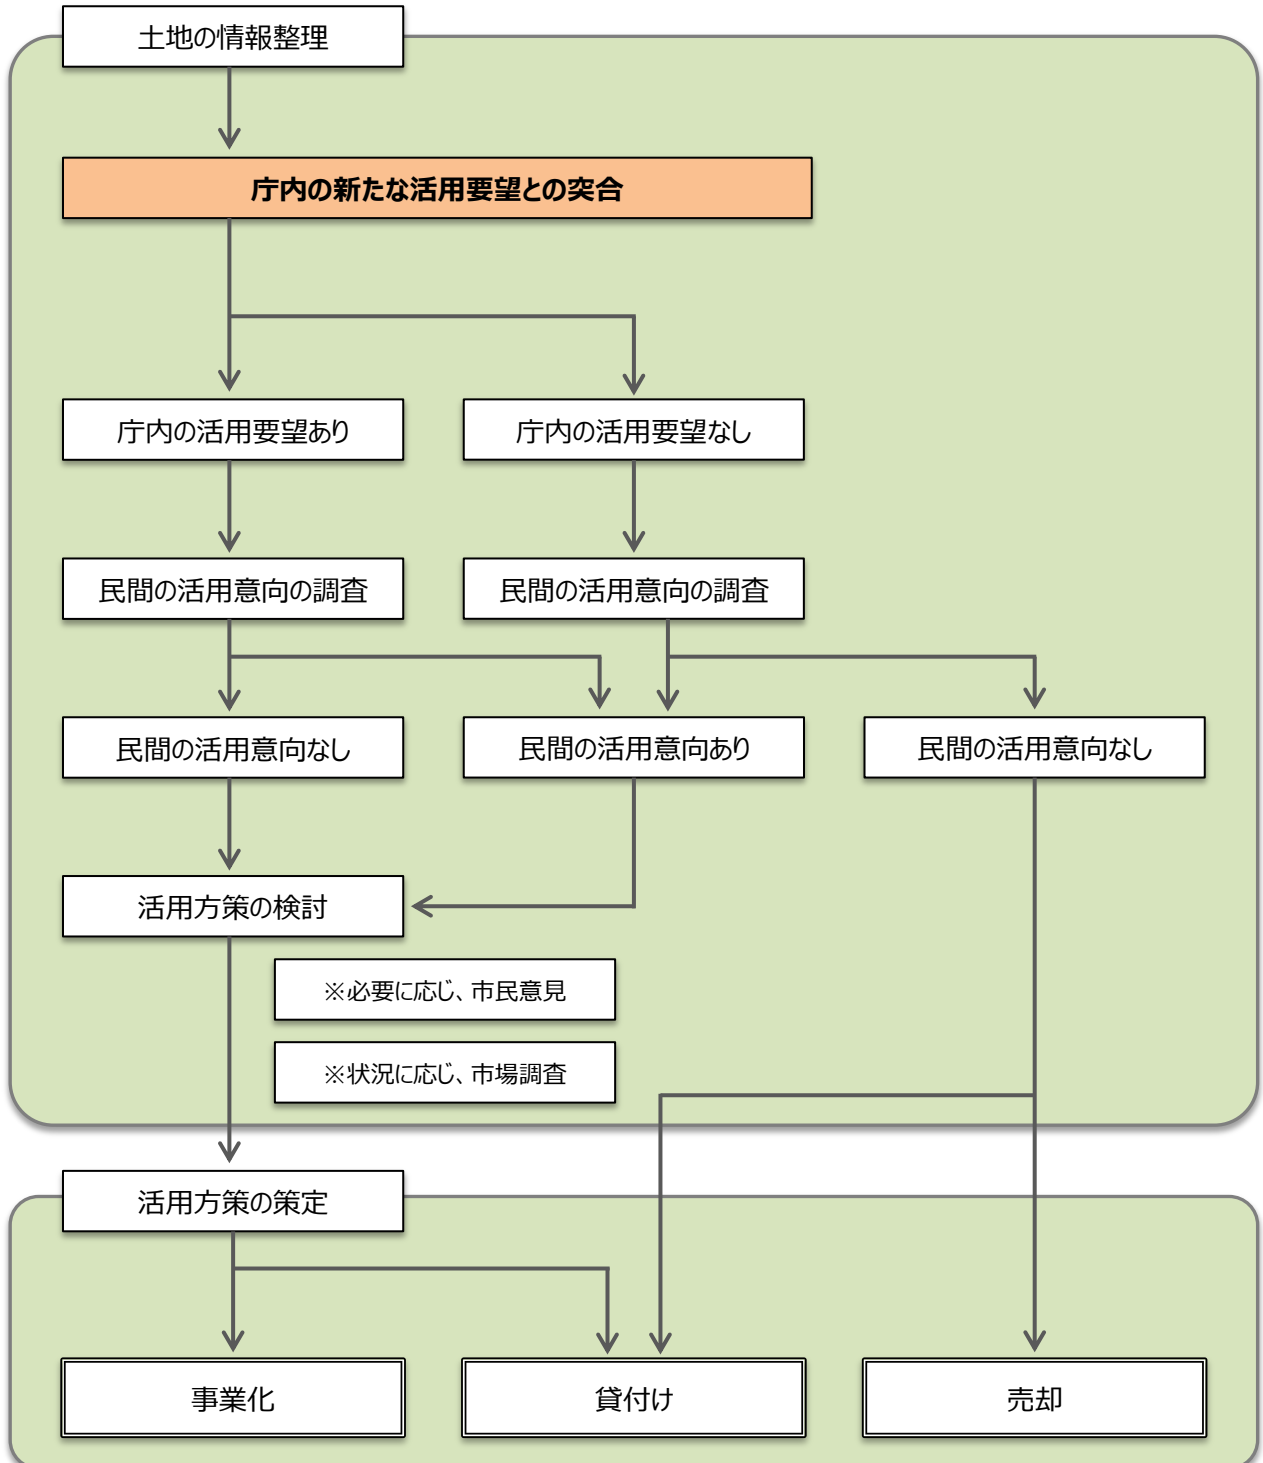 土地の情報整理
庁内の新たな活用要望との突合
庁内の活用要望あり
庁内の活用要望なし
民間の活用意向の調査
民間の活用意向の調査
民間の活用意向なし
民間の活用意向あり
民間の活用意向なし
活用方策の検討
※必要に応じ、市民意見
※状況に応じ、市場調査
活用方策の策定
事業化
貸付け
売却